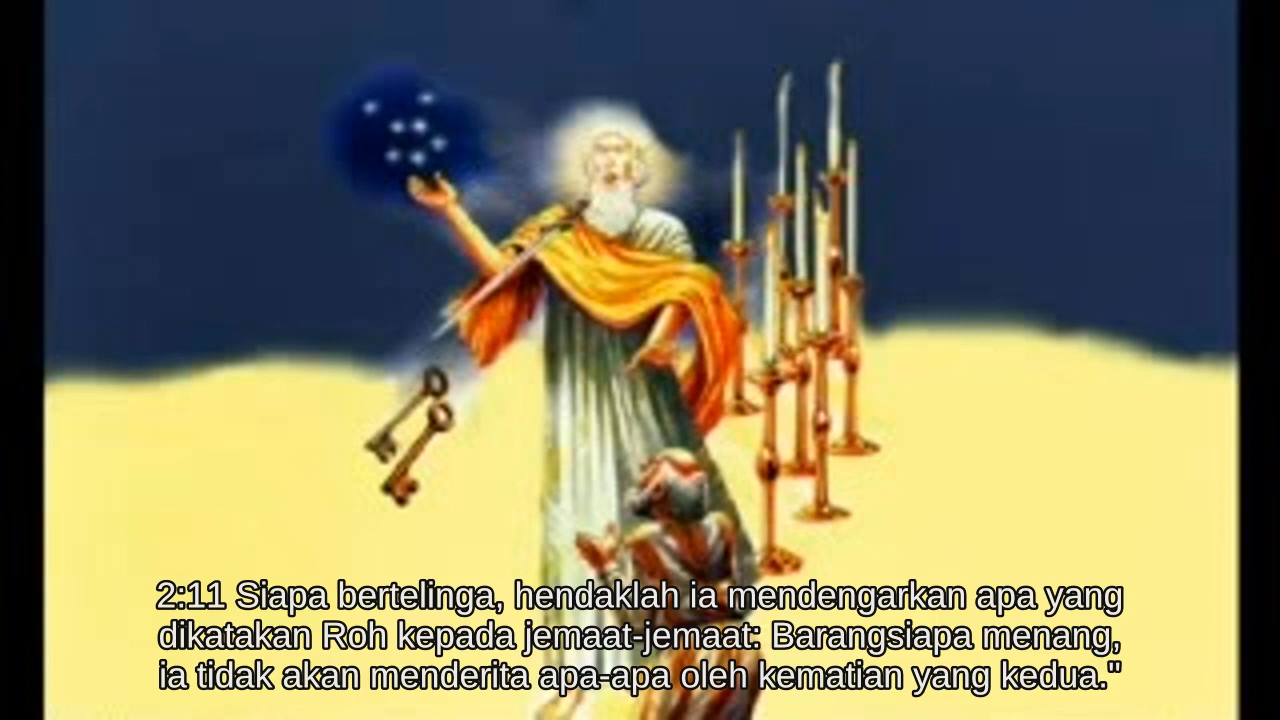 2:11 Siapa bertelinga, hendaklah ia mendengarkan apa yang
dikatakan Roh kepada jemaat-jemaat: Barangsiapa menang,
ia tidak akan menderita apa-apa oleh kematian yang kedua."